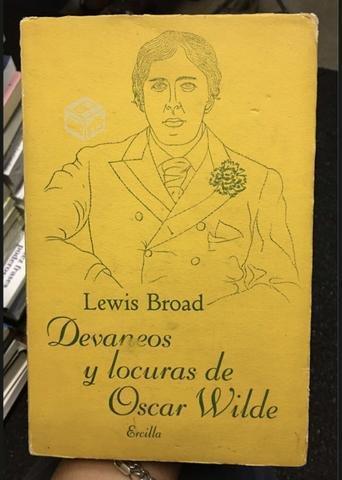 Lewis Broad
Devaneos
y locuras de
Oscar Wilde
Ercilla